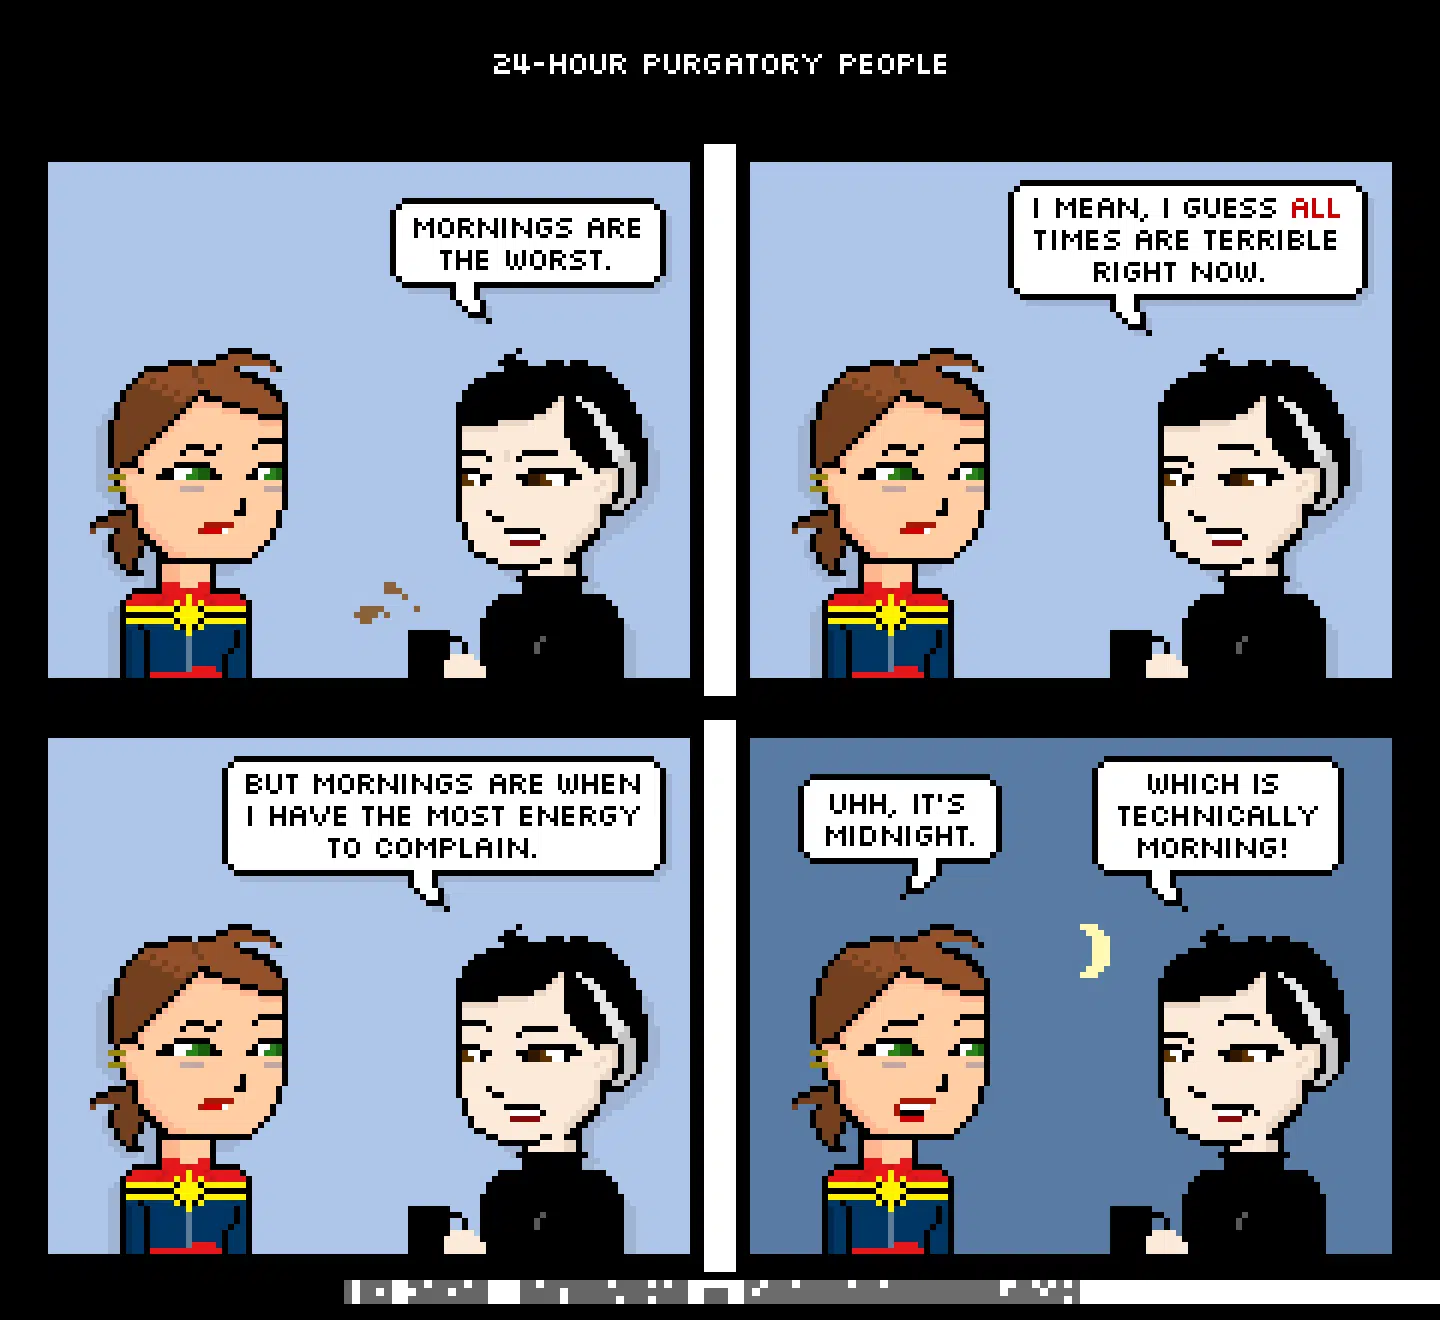 24-HOUR PURGATORY PEOPLE
MORNINGS ARE
THE WORST.
I MEAN, I GUESS ALL
TIMES ARE TERRIBLE
RIGHT NOW.
BUT MORNINGS ARE WHEN
I HAVE THE MOST ENERGY
TO COMPLAIN.
UHH, IT'S
MIDNIGHT.
WHICH IS
TECHNICALLY
MORNING!